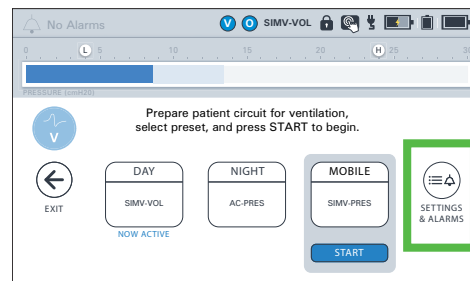 No Alarms
V O SIMV-VOL
0 L 5 10 15 20 H 25 30
PRESSURE (cmH20)
Prepare patient circuit for ventilation,
select preset, and press START to begin.
V
EXIT
DAY
SIMV-VOL
NOW ACTIVE
NIGHT
AC-PRES
MOBILE
SIMV-PRES
START
SETTINGS
& ALARMS